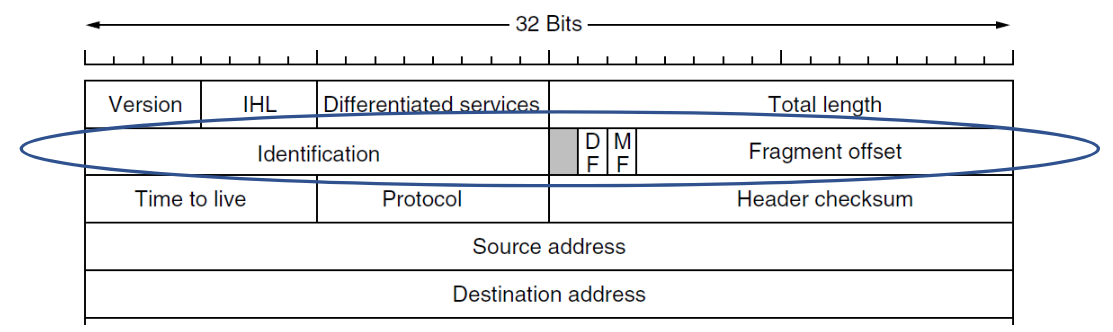 32 Bits
Version IHL Differentiated services Total length
Identification D F M F Fragment offset
Time to live Protocol Header checksum
Source address
Destination address